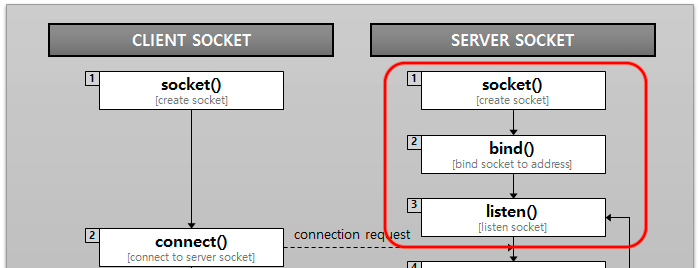 CLIENT SOCKET
SERVER SOCKET
1
socket()
[create socket]
1
socket()
[create socket]
2
bind()
[bind socket to address]
3
listen()
[listen socket]
2
connect()
[connect to server socket]
connection request
4